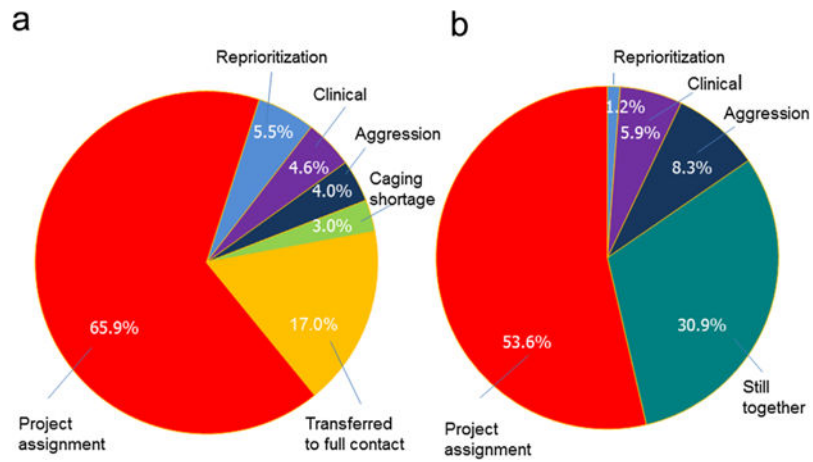 a
Reprioritization
5.5%
Clinical
4.6%
Aggression
4.0%
Caging
shortage
3.0%
17.0%
Transferred
to full contact
65.9%
Project
assignment
b
Reprioritization
1.2%
Clinical
5.9%
Aggression
8.3%
30.9%
Still
together
53.6%
Project
assignment